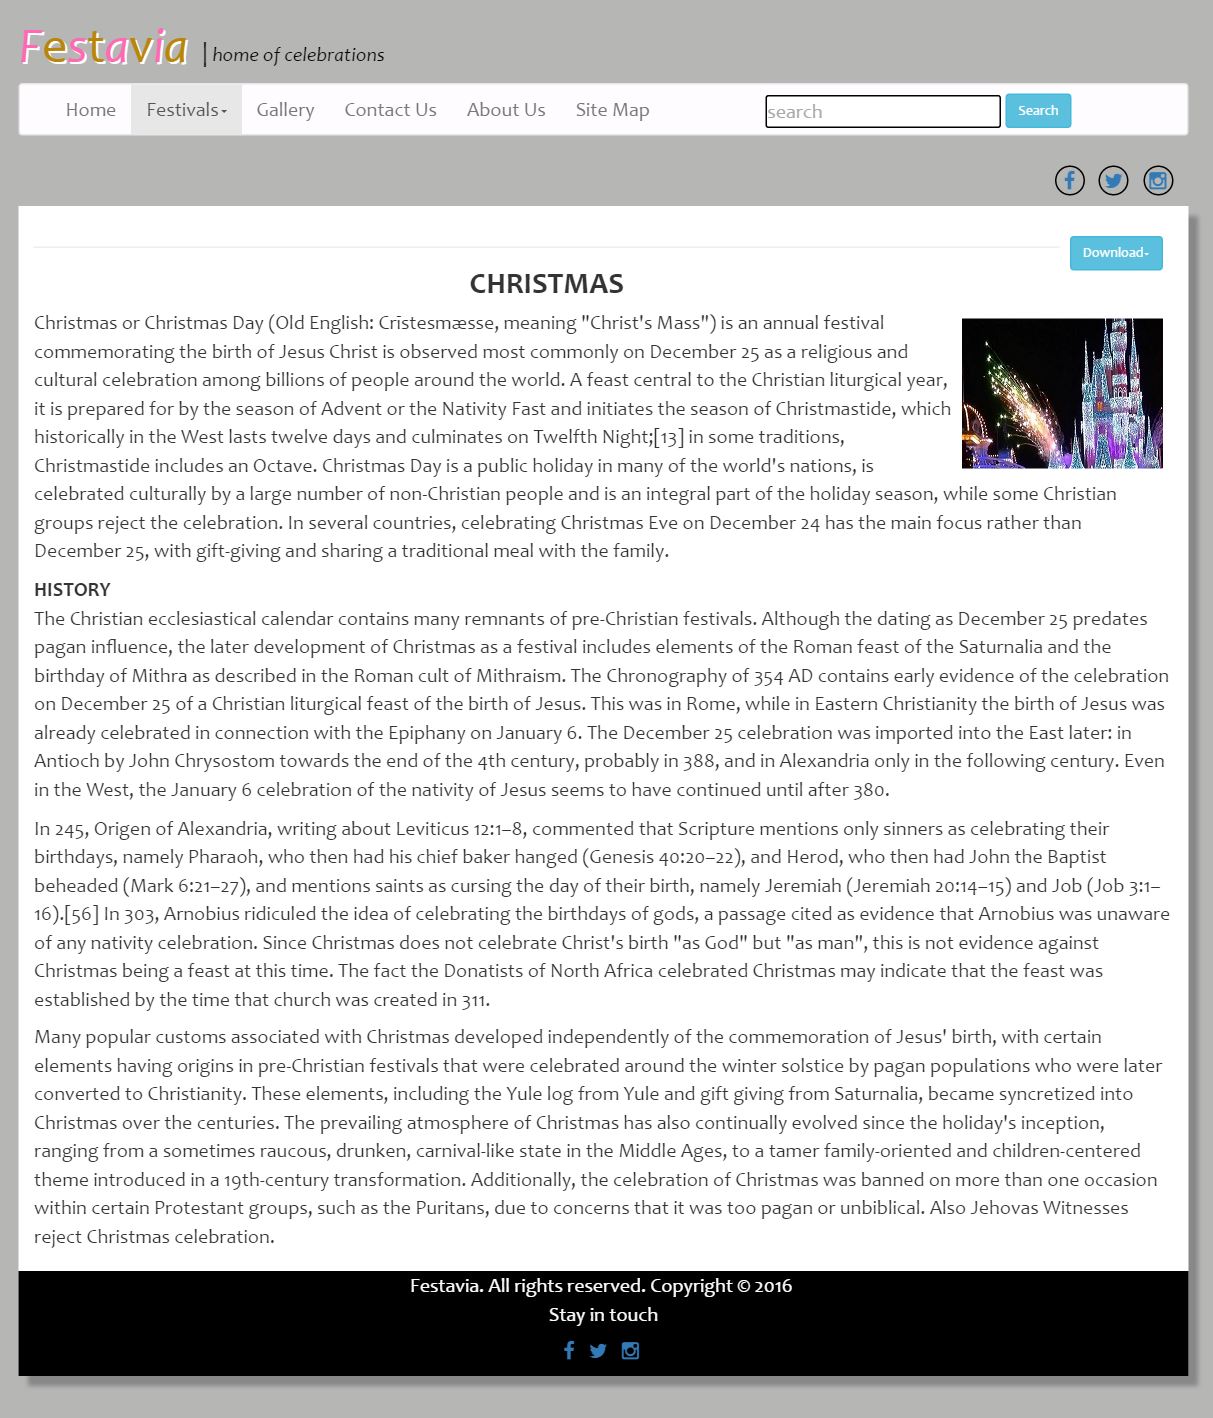 Festavia | home of celebrations
Home Festivals Gallery Contact Us About Us Site Map search Search
Download
CHRISTMAS
Christmas or Christmas Day (Old English: Crīstesmæsse, meaning "Christ's Mass") is an annual festival
commemorating the birth of Jesus Christ is observed most commonly on December 25 as a religious and
cultural celebration among billions of people around the world. A feast central to the Christian liturgical year,
it is prepared for by the season of Advent or the Nativity Fast and initiates the season of Christmastide, which
historically in the West lasts twelve days and culminates on Twelfth Night;[13] in some traditions,
Christmastide includes an Octave. Christmas Day is a public holiday in many of the world's nations, is
celebrated culturally by a large number of non-Christian people and is an integral part of the holiday season, while some Christian
groups reject the celebration. In several countries, celebrating Christmas Eve on December 24 has the main focus rather than
December 25, with gift-giving and sharing a traditional meal with the family.
HISTORY
The Christian ecclesiastical calendar contains many remnants of pre-Christian festivals. Although the dating as December 25 predates
pagan influence, the later development of Christmas as a festival includes elements of the Roman feast of the Saturnalia and the
birthday of Mithra as described in the Roman cult of Mithraism. The Chronography of 354 AD contains early evidence of the celebration
on December 25 of a Christian liturgical feast of the birth of Jesus. This was in Rome, while in Eastern Christianity the birth of Jesus was
already celebrated in connection with the Epiphany on January 6. The December 25 celebration was imported into the East later: in
Antioch by John Chrysostom towards the end of the 4th century, probably in 388, and in Alexandria only in the following century. Even
in the West, the January 6 celebration of the nativity of Jesus seems to have continued until after 380.
In 245, Origen of Alexandria, writing about Leviticus 12:1–8, commented that Scripture mentions only sinners as celebrating their
birthdays, namely Pharaoh, who then had his chief baker hanged (Genesis 40:20–22), and Herod, who then had John the Baptist
beheaded (Mark 6:21–27), and mentions saints as cursing the day of their birth, namely Jeremiah (Jeremiah 20:14–15) and Job (Job 3:1–
16).[56] In 303, Arnobius ridiculed the idea of celebrating the birthdays of gods, a passage cited as evidence that Arnobius was unaware
of any nativity celebration. Since Christmas does not celebrate Christ's birth "as God" but "as man", this is not evidence against
Christmas being a feast at this time. The fact the Donatists of North Africa celebrated Christmas may indicate that the feast was
established by the time that church was created in 311.
Many popular customs associated with Christmas developed independently of the commemoration of Jesus' birth, with certain
elements having origins in pre-Christian festivals that were celebrated around the winter solstice by pagan populations who were later
converted to Christianity. These elements, including the Yule log from Yule and gift giving from Saturnalia, became syncretized into
Christmas over the centuries. The prevailing atmosphere of Christmas has also continually evolved since the holiday's inception,
ranging from a sometimes raucous, drunken, carnival-like state in the Middle Ages, to a tamer family-oriented and children-centered
theme introduced in a 19th-century transformation. Additionally, the celebration of Christmas was banned on more than one occasion
within certain Protestant groups, such as the Puritans, due to concerns that it was too pagan or unbiblical. Also Jehovas Witnesses
reject Christmas celebration.
Festavia. All rights reserved. Copyright © 2016
Stay in touch